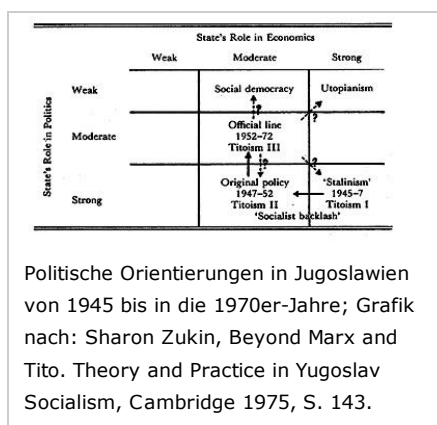 State's Role in Economics
Weak Moderate Strong
State's Role in Politics
Weak Social democracy Utopianism
?
?
Moderate Official line
1952-72
Titoism III
?
?
Strong Original policy 'Stalinism'
1947-52 1945-7
Titoism II Titoism I
'Socialist backlash'
Politische Orientierungen in Jugoslawien
von 1945 bis in die 1970er-Jahre; Grafik
nach: Sharon Zukin, Beyond Marx and
Tito. Theory and Practice in Yugoslav
Socialism, Cambridge 1975, S. 143.